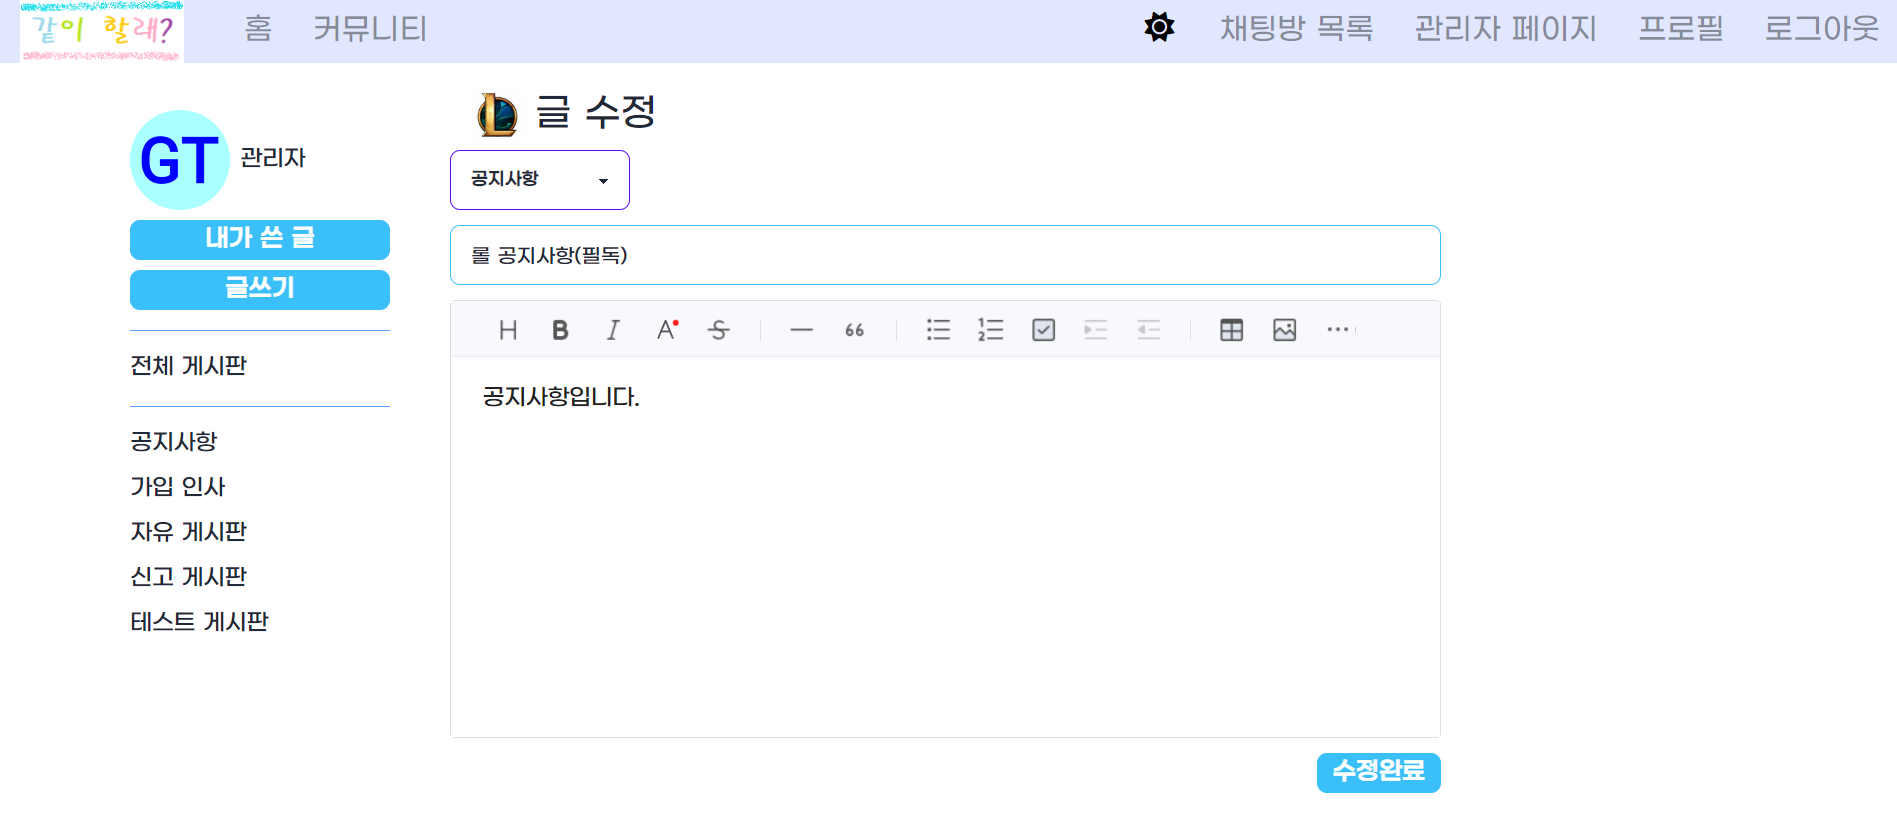 같이 할래? 홈 커뮤니티 채팅방 목록 관리자 페이지 프로필 로그아웃
GT 관리자
내가 쓴 글
글쓰기
전체 게시판
공지사항
가입 인사
자유 게시판
신고 게시판
테스트 게시판
글 수정
공지사항
롤 공지사항(필독)
공지사항입니다.
수정완료